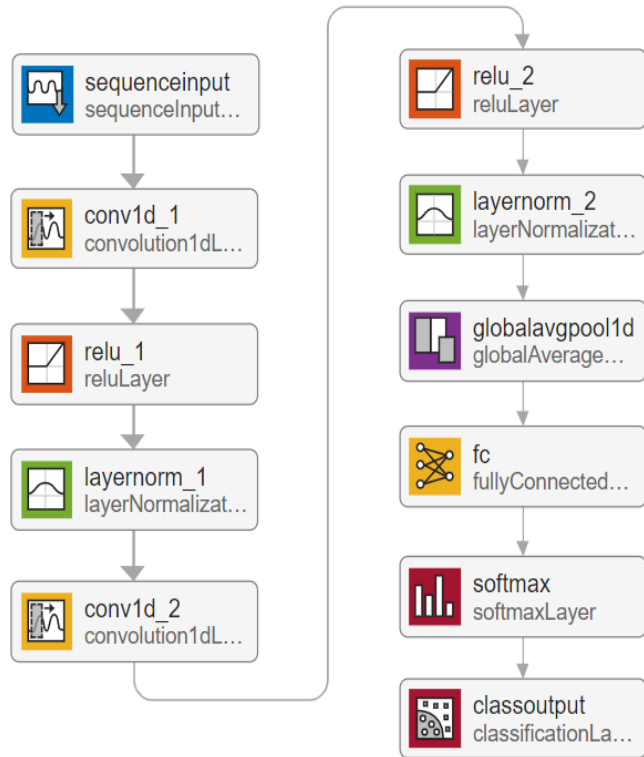 sequenceinput
sequenceInput...
conv1d_1
convolution1dL...
relu_1
reluLayer
layernorm_1
layerNormalizat...
conv1d_2
convolution1dL...
relu_2
reluLayer
layernorm_2
layerNormalizat...
globalavgpool1d
globalAverage...
fc
fullyConnected...
softmax
softmaxLayer
classoutput
classificationLa...